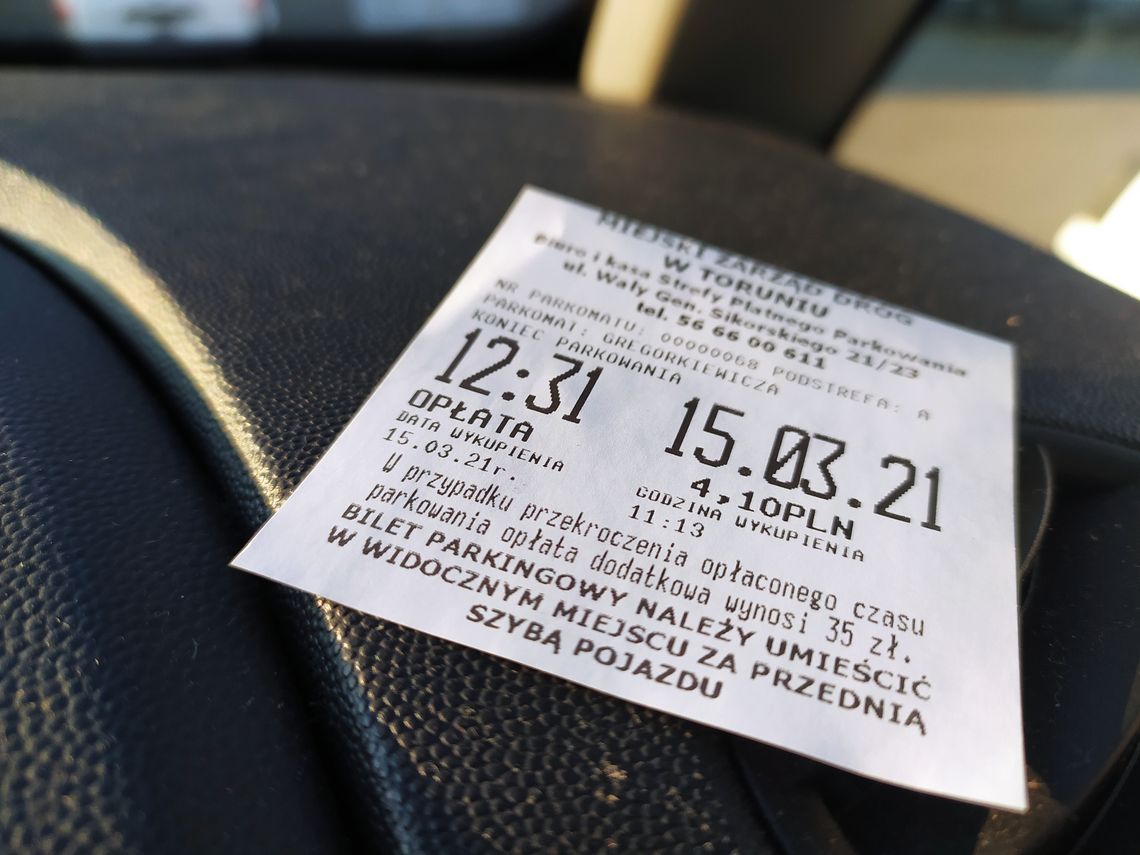 MIEJSKI ZARZĄD DRÓG
W TORUNIU
Biuro i kasa Strefy Płatnego Parkowania
ul. Wały Gen. Sikorskiego 21/23
tel. 56 66 00 611
NR PARKOMATU: 00000068 PODSTREFA: A
PARKOMAT: GREGORKIEWICZA
KONIEC PARKOWANIA
12:31 15.03.21
OPŁATA 4,10PLN
DATA WYKUPIENIA GODZINA WYKUPIENIA
15.03.21r. 11:13
W przypadku przekroczenia opłaconego czasu
parkowania opłata dodatkowa wynosi 35 zł.
BILET PARKINGOWY NALEŻY UMIEŚCIĆ
W WIDOCZNYM MIEJSCU ZA PRZEDNIĄ
SZYBĄ POJAZDU